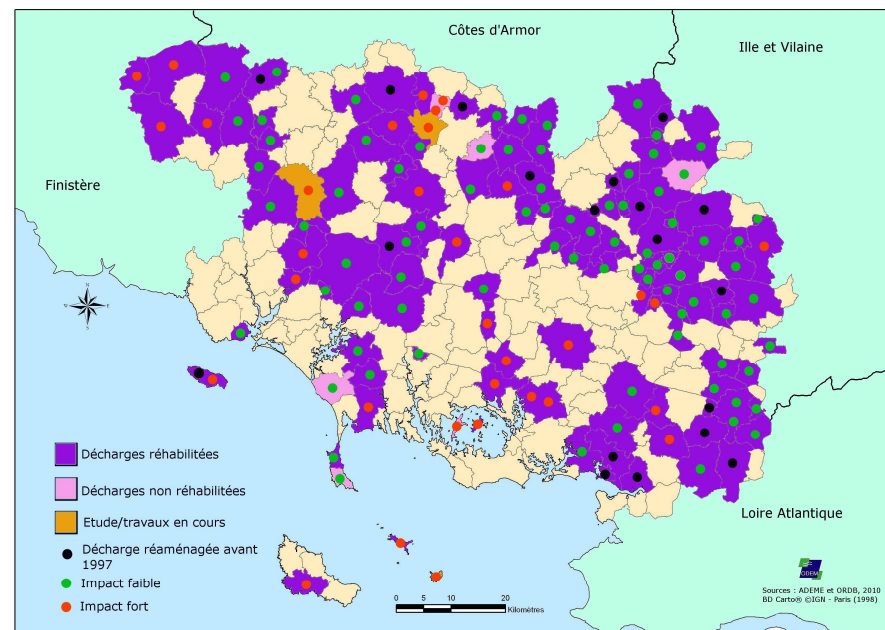 Côtes d'Armor
Ille et Vilaine
Finistère
N
S
Décharges réhabilitées
Décharges non réhabilitées
Etude/travaux en cours
Décharge réaménagée avant
1997
Impact faible
Impact fort
Loire Atlantique
ODEM
Sources : ADEME et ORDB, 2010
BD Carto® ©IGN - Paris (1998)
0 5 10 20
Kilomètres